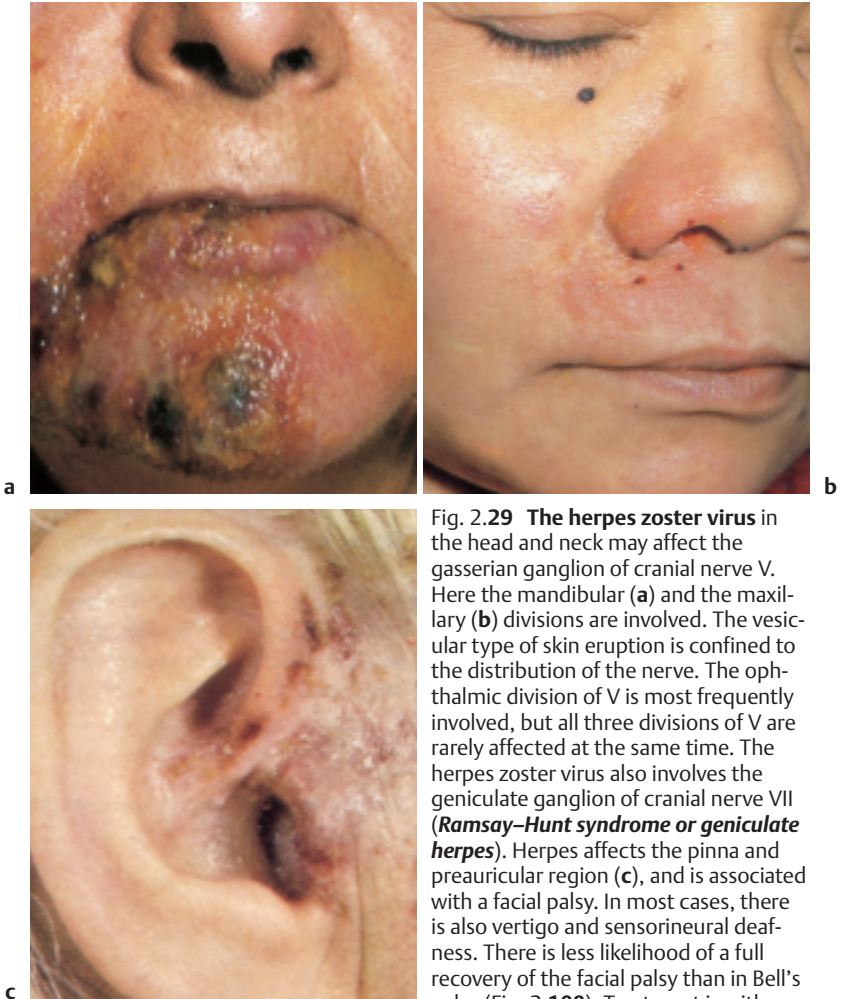 a
b
c
Fig. 2.29 The herpes zoster virus in
the head and neck may affect the
gasserian ganglion of cranial nerve V.
Here the mandibular (a) and the maxil-
lary (b) divisions are involved. The vesic-
ular type of skin eruption is confined to
the distribution of the nerve. The oph-
thalmic division of V is most frequently
involved, but all three divisions of V are
rarely affected at the same time. The
herpes zoster virus also involves the
geniculate ganglion of cranial nerve VII
(Ramsay–Hunt syndrome or geniculate
herpes). Herpes affects the pinna and
preauricular region (c), and is associated
with a facial palsy. In most cases, there
is also vertigo and sensorineural deaf-
ness. There is less likelihood of a full
recovery of the facial palsy than in Bell's